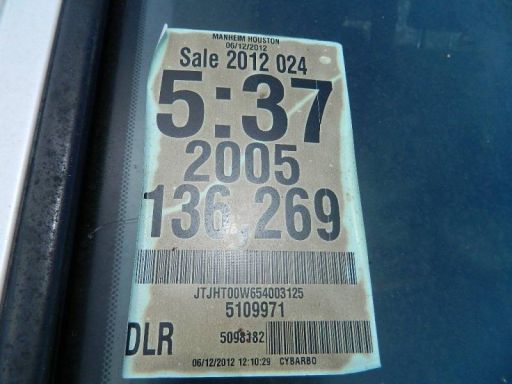 MANHEIM HOUSTON
06/12/2012
Sale 2012 024
5:37
2005
136,269
JTJHT00W654003125
5109971
DLR 5098382
06/12/2012 12:10:29 CYBARBO